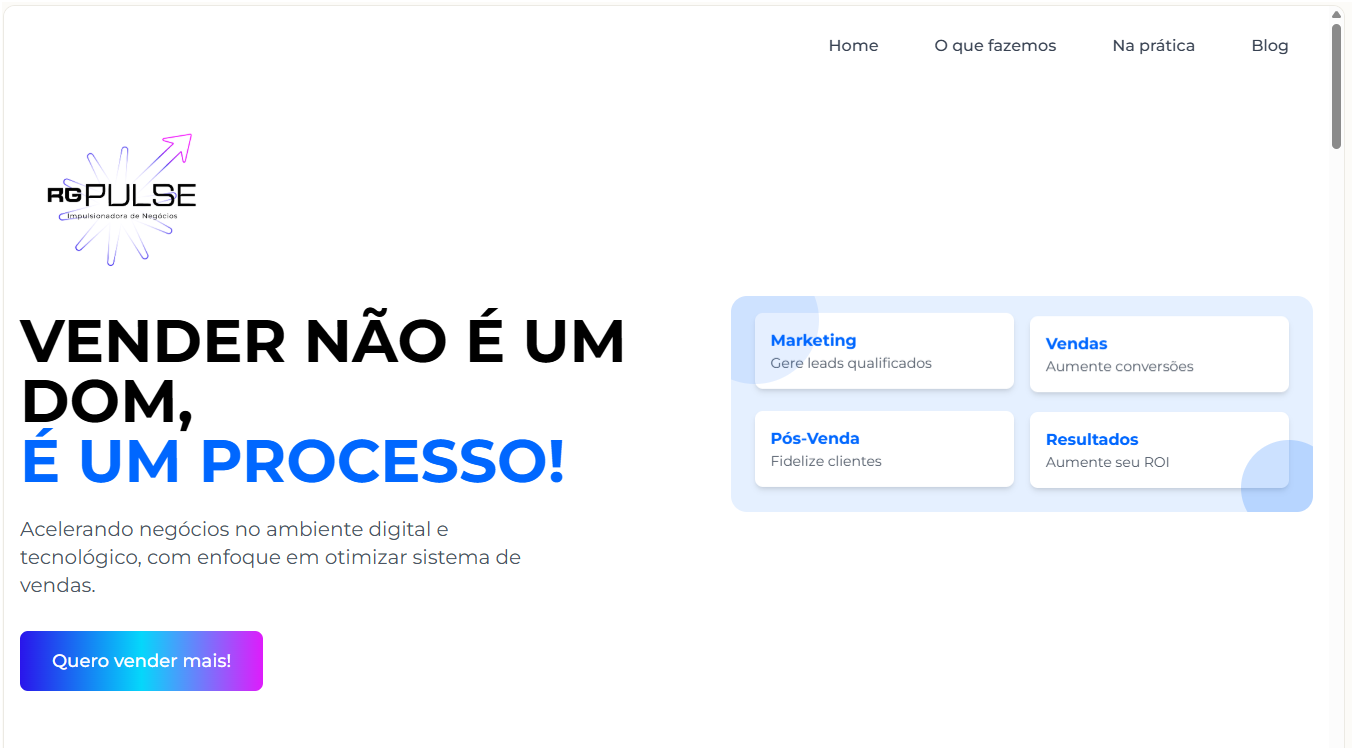 Home O que fazemos Na prática Blog
RGPULSE
Impulsionadora de Negócios
VENDER NÃO É UM
DOM,
É UM PROCESSO!
Acelerando negócios no ambiente digital e
tecnológico, com enfoque em otimizar sistema de
vendas.
Quero vender mais!
Marketing
Gere leads qualificados
Vendas
Aumente conversões
Pós-Venda
Fidelize clientes
Resultados
Aumente seu ROI